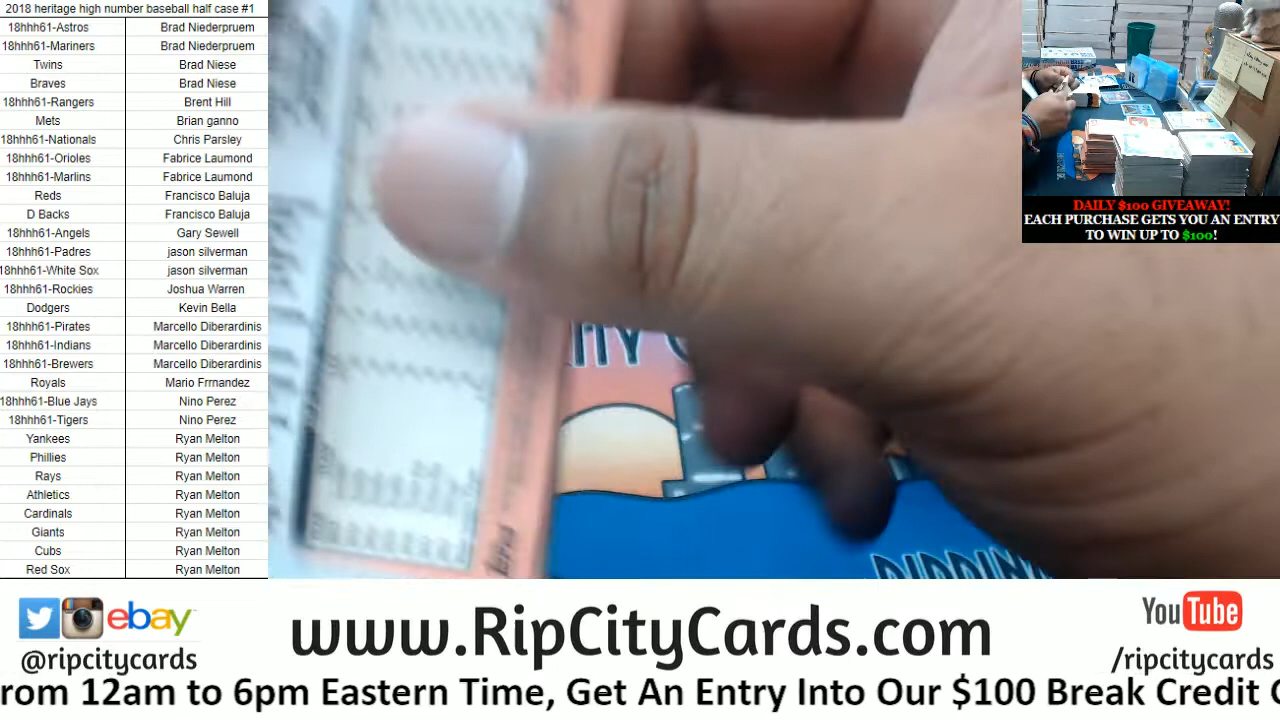 2018 heritage high number baseball half case #1
18hhh61-Astros Brad Niederpruem
18hhh61-Mariners Brad Niederpruem
Twins Brad Niese
Braves Brad Niese
18hhh61-Rangers Brent Hill
Mets Brian ganno
18hhh61-Nationals Chris Parsley
18hhh61-Orioles Fabrice Laumond
18hhh61-Marlins Fabrice Laumond
Reds Francisco Baluja
D Backs Francisco Baluja
18hhh61-Angels Gary Sewell
18hhh61-Padres jason silverman
18hhh61-White Sox jason silverman
18hhh61-Rockies Joshua Warren
Dodgers Kevin Bella
18hhh61-Pirates Marcello Diberardinis
18hhh61-Indians Marcello Diberardinis
18hhh61-Brewers Marcello Diberardinis
Royals Mario Frrnandez
18hhh61-Blue Jays Nino Perez
18hhh61-Tigers Nino Perez
Yankees Ryan Melton
Phillies Ryan Melton
Rays Ryan Melton
Athletics Ryan Melton
Cardinals Ryan Melton
Giants Ryan Melton
Cubs Ryan Melton
Red Sox Ryan Melton
DAILY $100 GIVEAWAY!
EACH PURCHASE GETS YOU AN ENTRY
TO WIN UP TO $100!
ebay
@ripcitycards
www.RipCityCards.com
YouTube
/ripcitycards
rom 12am to 6pm Eastern Time, Get An Entry Into Our $100 Break Credit